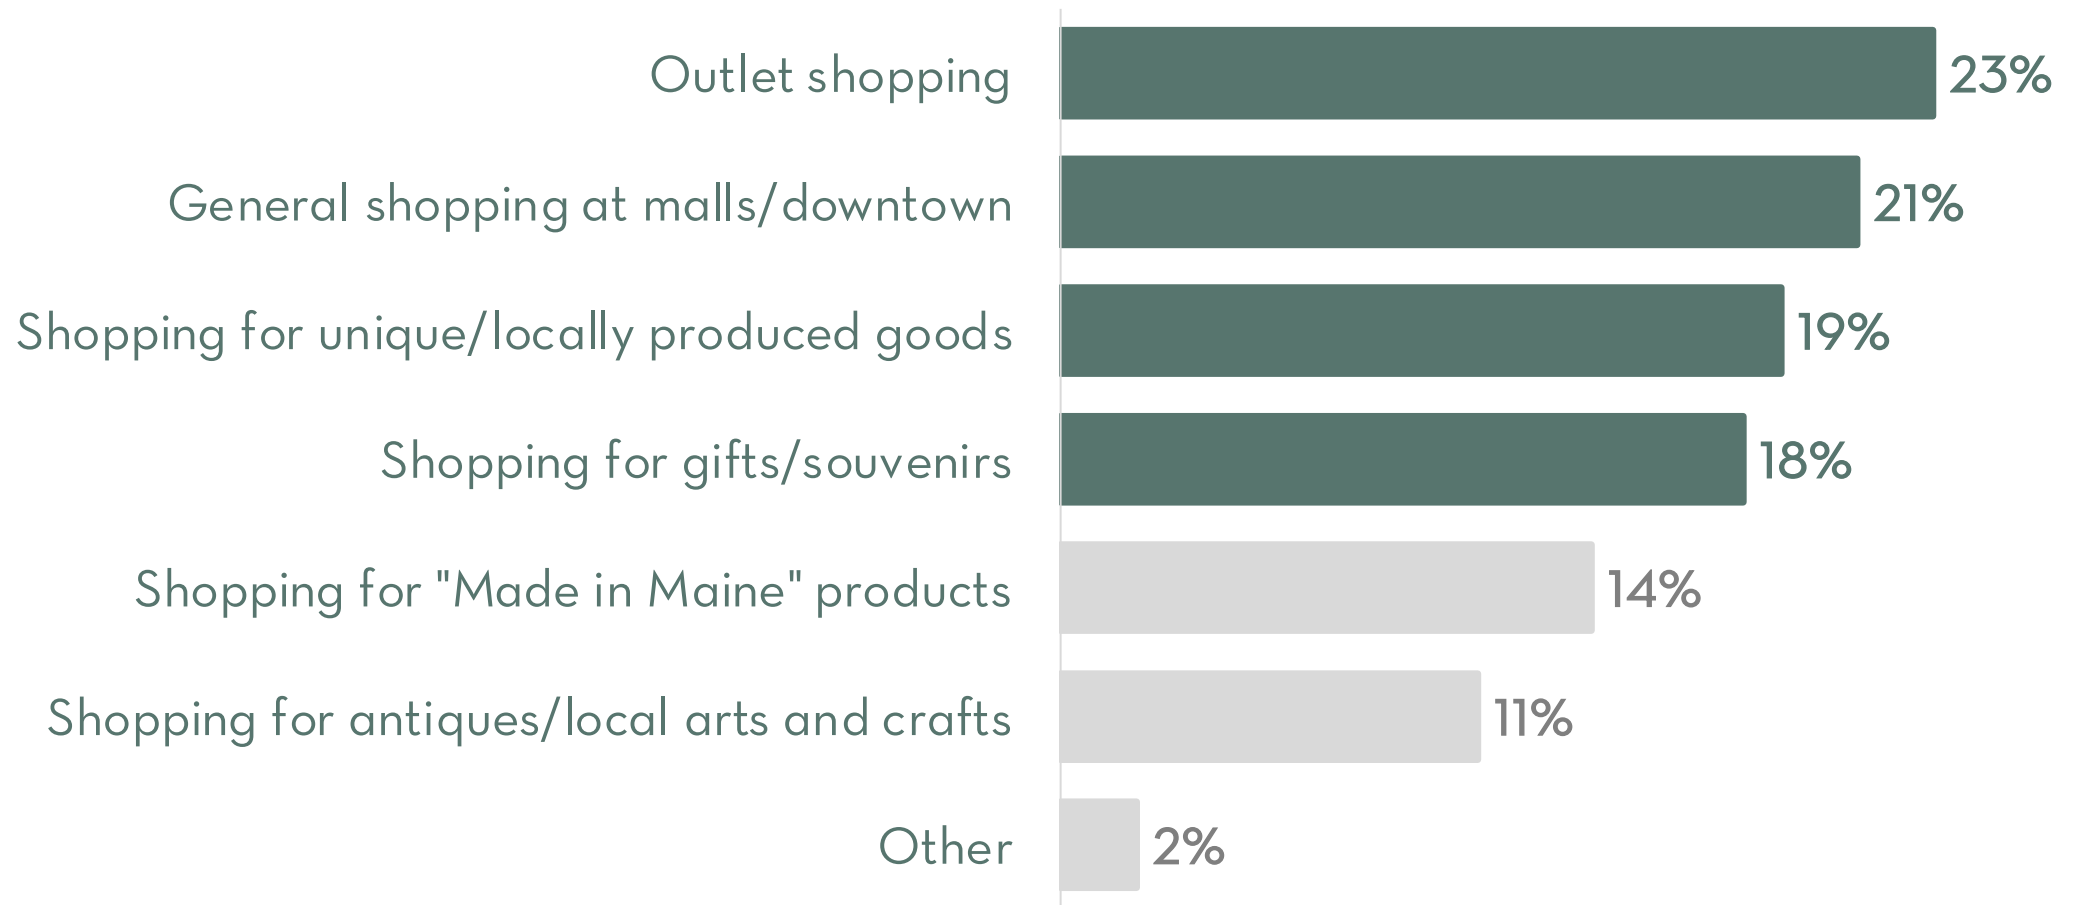 Outlet shopping 23%
General shopping at malls/downtown 21%
Shopping for unique/locally produced goods 19%
Shopping for gifts/souvenirs 18%
Shopping for "Made in Maine" products 14%
Shopping for antiques/local arts and crafts 11%
Other 2%